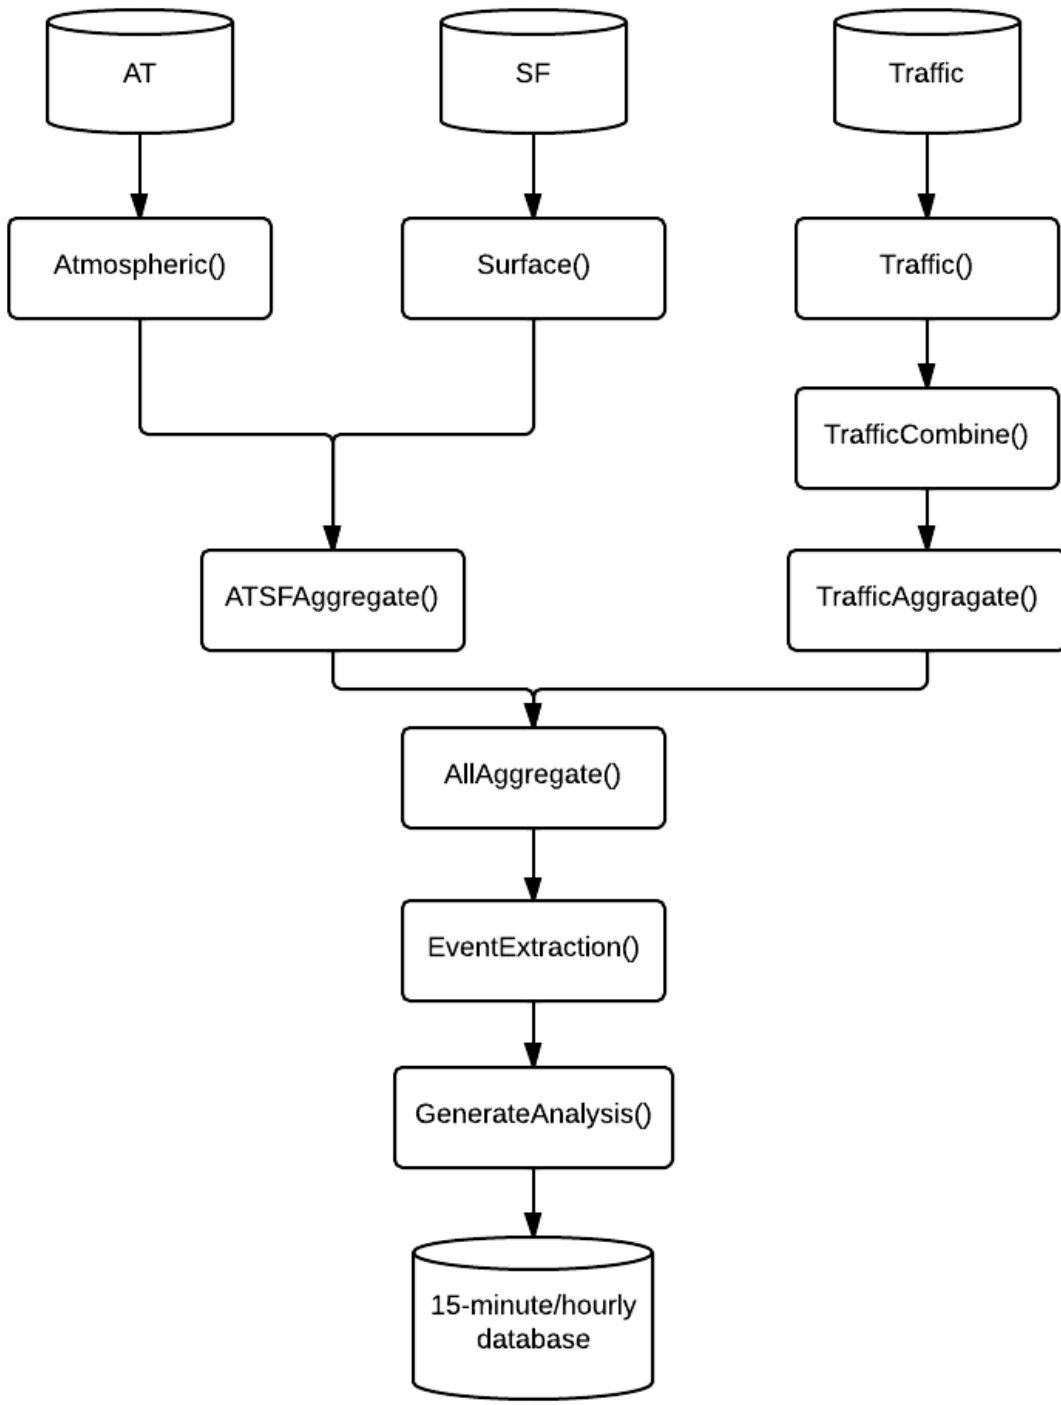 AT
SF
Traffic
Atmospheric()
Surface()
Traffic()
TrafficCombine()
ATSFAggregate()
TrafficAggragate()
AllAggregate()
EventExtraction()
GenerateAnalysis()
15-minute/hourly
database